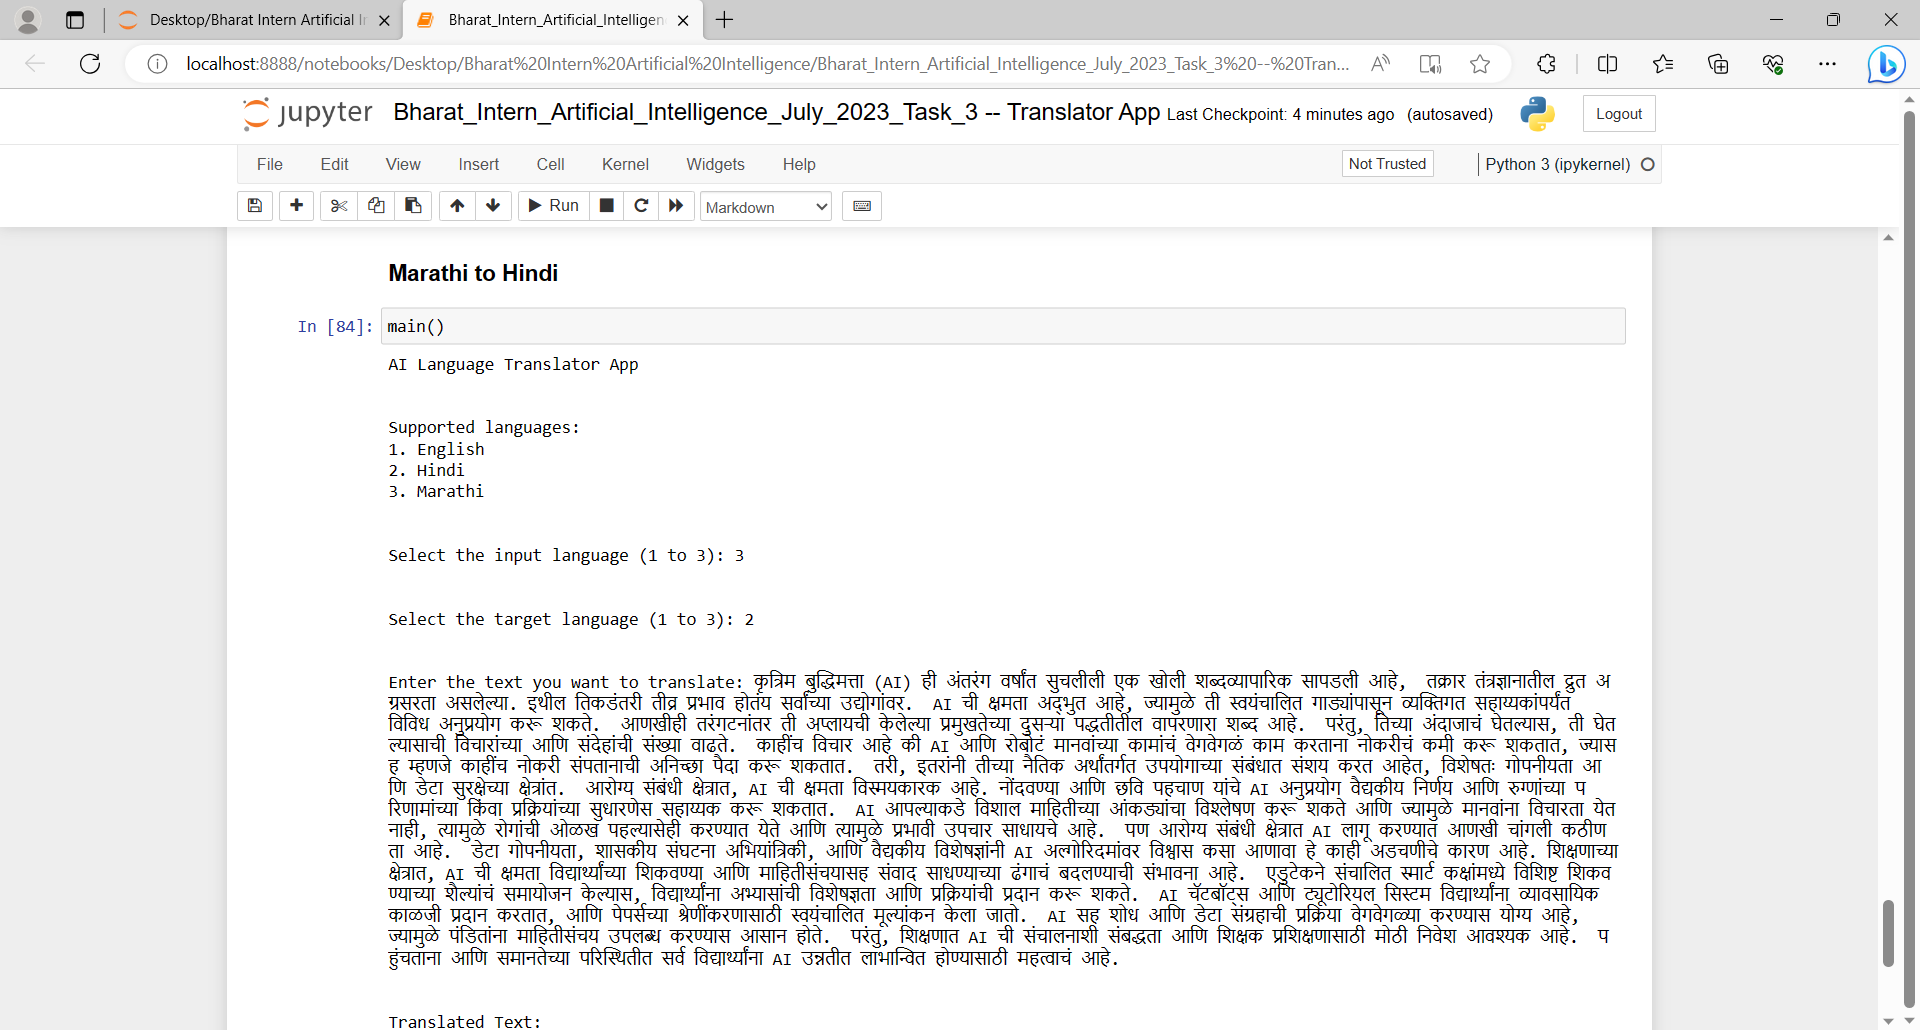 Desktop/Bharat Intern Artificial I
Bharat_Intern_Artificial_Intelligen
localhost:8888/notebooks/Desktop/Bharat%20Intern%20Artificial%20Intelligence/Bharat_Intern_Artificial_Intelligence_July_2023_Task_3%20--%20Tran...
jupyter Bharat_Intern_Artificial_Intelligence_July_2023_Task_3 -- Translator App Last Checkpoint: 4 minutes ago (autosaved) Logout
File Edit View Insert Cell Kernel Widgets Help Not Trusted Python 3 (ipykernel)
Run Markdown
Marathi to Hindi
In [84]: main()
AI Language Translator App
Supported languages:
1. English
2. Hindi
3. Marathi
Select the input language (1 to 3): 3
Select the target language (1 to 3): 2
Enter the text you want to translate: कृत्रिम बुद्धिमत्ता (AI) ही अंतरंग वर्षांत सुचलीली एक खोली शब्दव्यापारिक सापडली आहे, तक्रार तंत्रज्ञानातील द्रुत अ
ग्रसरता असलेल्या. इथील तिकडंतरी तीव्र प्रभाव होतंय सर्वांच्या उद्योगांवर. AI ची क्षमता अद्भुत आहे, ज्यामुळे ती स्वयंचालित गाड्यांपासून व्यक्तिगत सहाय्यकांपर्यंत
विविध अनुप्रयोग करू शकते. आणखीही तरंगटनांतर ती अप्लायची केलेल्या प्रमुखतेच्या दुसऱ्या पद्धतीतील वापरणारा शब्द आहे. परंतु, तिच्या अंदाजाचं घेतल्यास, ती घेत
ल्यासाची विचारांच्या आणि संदेहांची संख्या वाढते. काहींच विचार आहे की AI आणि रोबोटं मानवांच्या कामांचं वेगवेगळं काम करताना नोकरीचं कमी करू शकतात, ज्यास
ह म्हणजे काहींच नोकरी संपतानाची अनिच्छा पैदा करू शकतात. तरी, इतरांनी तीच्या नैतिक अर्थांतर्गत उपयोगाच्या संबंधात संशय करत आहेत, विशेषतः गोपनीयता आ
णि डेटा सुरक्षेच्या क्षेत्रांत. आरोग्य संबंधी क्षेत्रात, AI ची क्षमता विस्मयकारक आहे. नोंदवण्या आणि छवि पहचाण यांचे AI अनुप्रयोग वैद्यकीय निर्णय आणि रुग्णांच्या प
रिणामांच्या किंवा प्रक्रियांच्या सुधारणेस सहाय्यक करू शकतात. AI आपल्याकडे विशाल माहितीच्या आंकड्यांचा विश्लेषण करू शकते आणि ज्यामुळे मानवांना विचारता येत
नाही, त्यामुळे रोगांची ओळख पहल्यासेही करण्यात येते आणि त्यामुळे प्रभावी उपचार साधायचे आहे. पण आरोग्य संबंधी क्षेत्रात AI लागू करण्यात आणखी चांगली कठीण
ता आहे. डेटा गोपनीयता, शासकीय संघटना अभियांत्रिकी, आणि वैद्यकीय विशेषज्ञांनी AI अल्गोरिदमांवर विश्वास कसा आणावा हे काही अडचणीचे कारण आहे. शिक्षणाच्या
क्षेत्रात, AI ची क्षमता विद्यार्थ्यांच्या शिकवण्या आणि माहितीसंचयासह संवाद साधण्याच्या ढंगाचं बदलण्याची संभावना आहे. एडुटेकने संचालित स्मार्ट कक्षांमध्ये विशिष्ट शिकव
ण्याच्या शैल्यांचं समायोजन केल्यास, विद्यार्थ्यांना अभ्यासांची विशेषज्ञता आणि प्रक्रियांची प्रदान करू शकते. AI चॅटबॉट्स आणि ट्यूटोरियल सिस्टम विद्यार्थ्यांना व्यावसायिक
काळजी प्रदान करतात, आणि पेपर्सच्या श्रेणींकरणासाठी स्वयंचालित मूल्यांकन केला जातो. AI सह शोध आणि डेटा संग्रहाची प्रक्रिया वेगवेगळ्या करण्यास योग्य आहे,
ज्यामुळे पंडितांना माहितीसंचय उपलब्ध करण्यास आसान होते. परंतु, शिक्षणात AI ची संचालनाशी संबद्धता आणि शिक्षक प्रशिक्षणासाठी मोठी निवेश आवश्यक आहे. प
हुंचताना आणि समानतेच्या परिस्थितीत सर्व विद्यार्थ्यांना AI उन्नतीत लाभान्वित होण्यासाठी महत्वाचं आहे.
Translated Text: